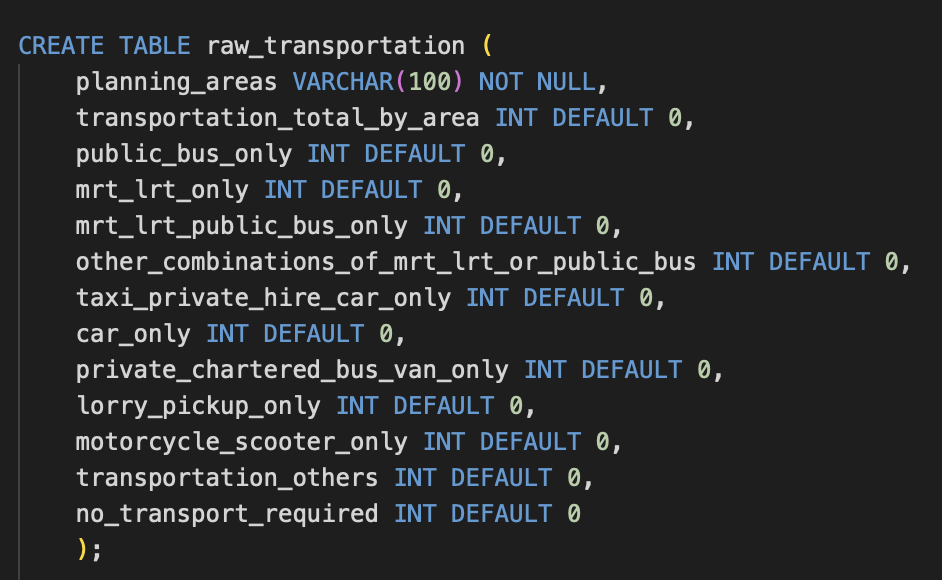 CREATE TABLE raw_transportation (
planning_areas VARCHAR(100) NOT NULL,
transportation_total_by_area INT DEFAULT 0,
public_bus_only INT DEFAULT 0,
mrt_lrt_only INT DEFAULT 0,
mrt_lrt_public_bus_only INT DEFAULT 0,
other_combinations_of_mrt_lrt_or_public_bus INT DEFAULT 0,
taxi_private_hire_car_only INT DEFAULT 0,
car_only INT DEFAULT 0,
private_chartered_bus_van_only INT DEFAULT 0,
lorry_pickup_only INT DEFAULT 0,
motorcycle_scooter_only INT DEFAULT 0,
transportation_others INT DEFAULT 0,
no_transport_required INT DEFAULT 0
);